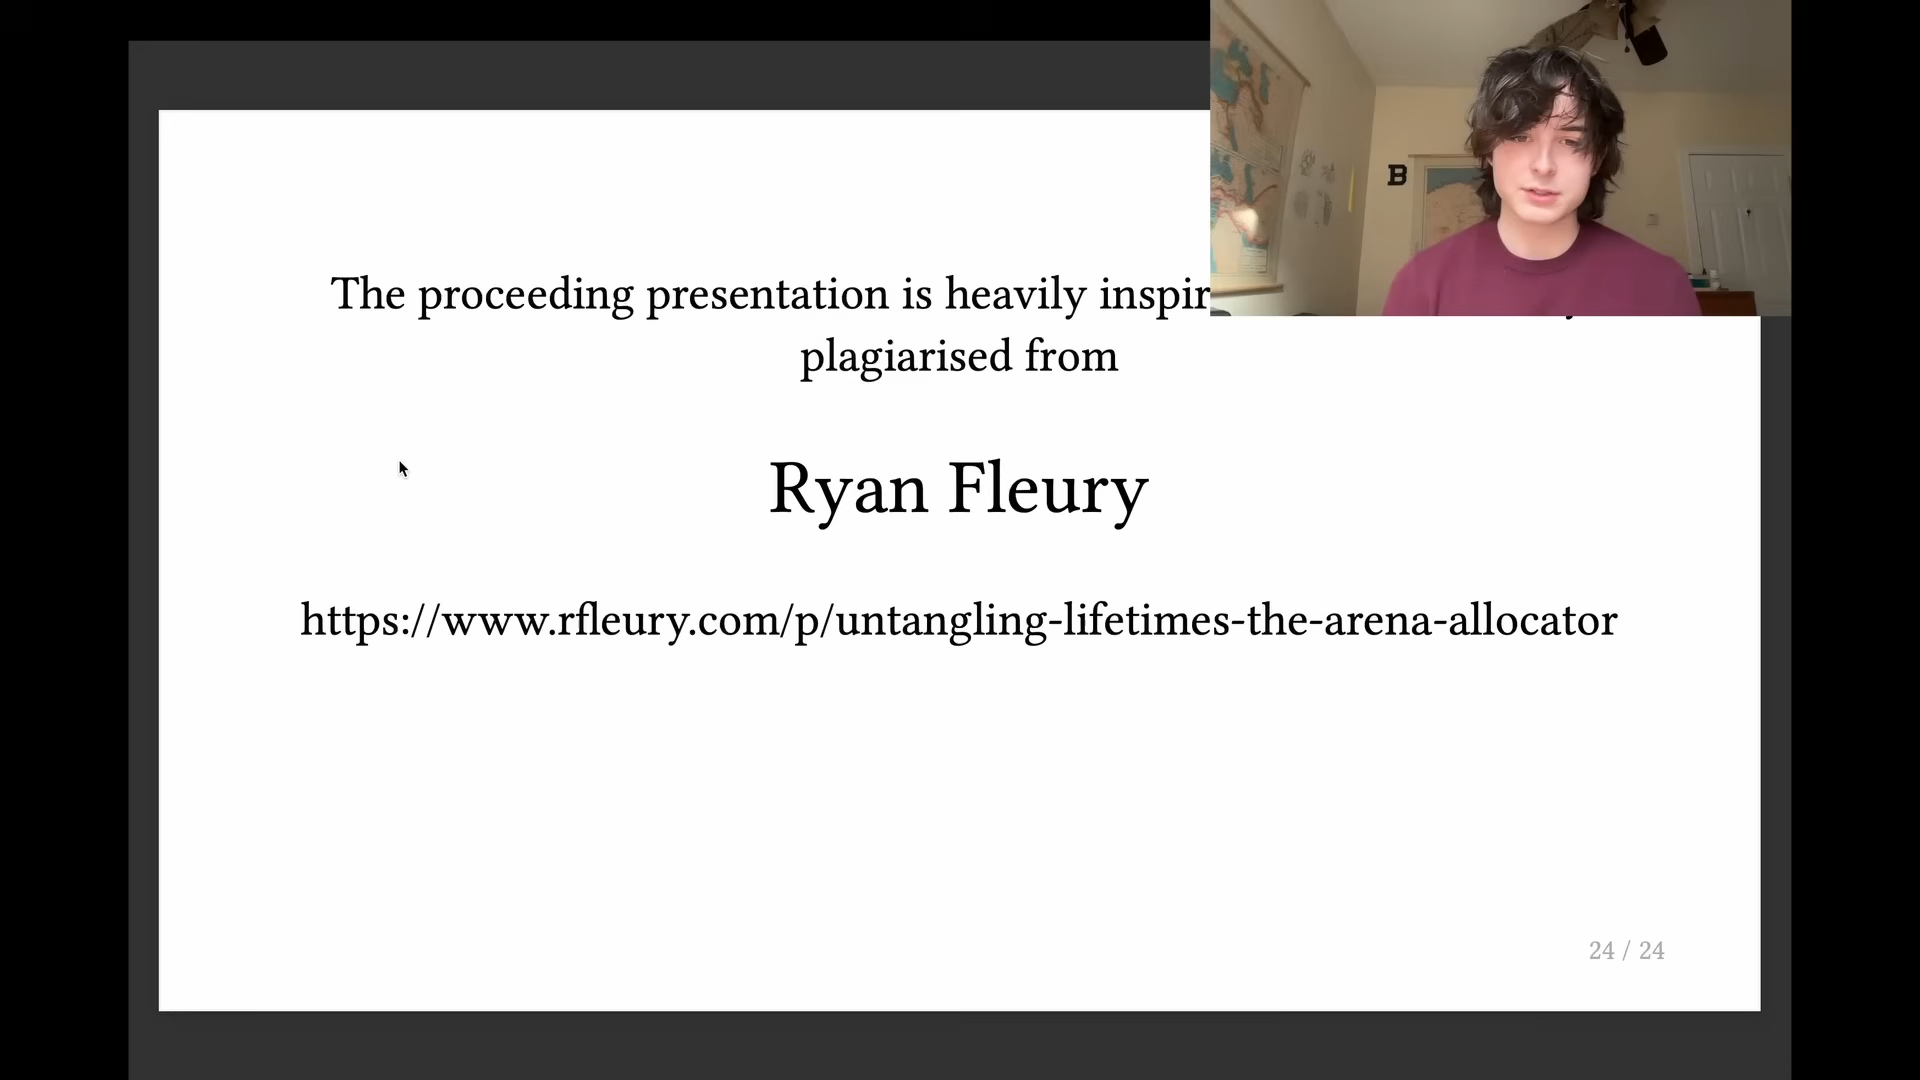 The proceeding presentation is heavily
plagiarised from
Ryan Fleury
https://www.rfleury.com/p/untangling-lifetimes-the-arena-allocator
24 / 24
B